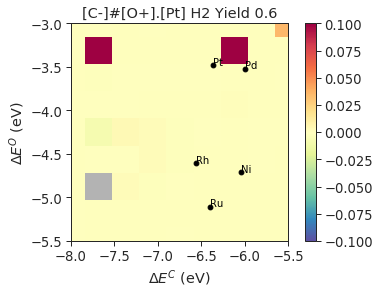 [C-]#[O+].[Pt] H2 Yield 0.6
−3.0
−3.5
−4.0
−4.5
−5.0
−5.5
ΔE^O (eV)
Pt
Pd
Rh
Ni
Ru
−8.0 −7.5 −7.0 −6.5 −6.0 −5.5
ΔE^C (eV)
0.100
0.075
0.050
0.025
0.000
−0.025
−0.050
−0.075
−0.100